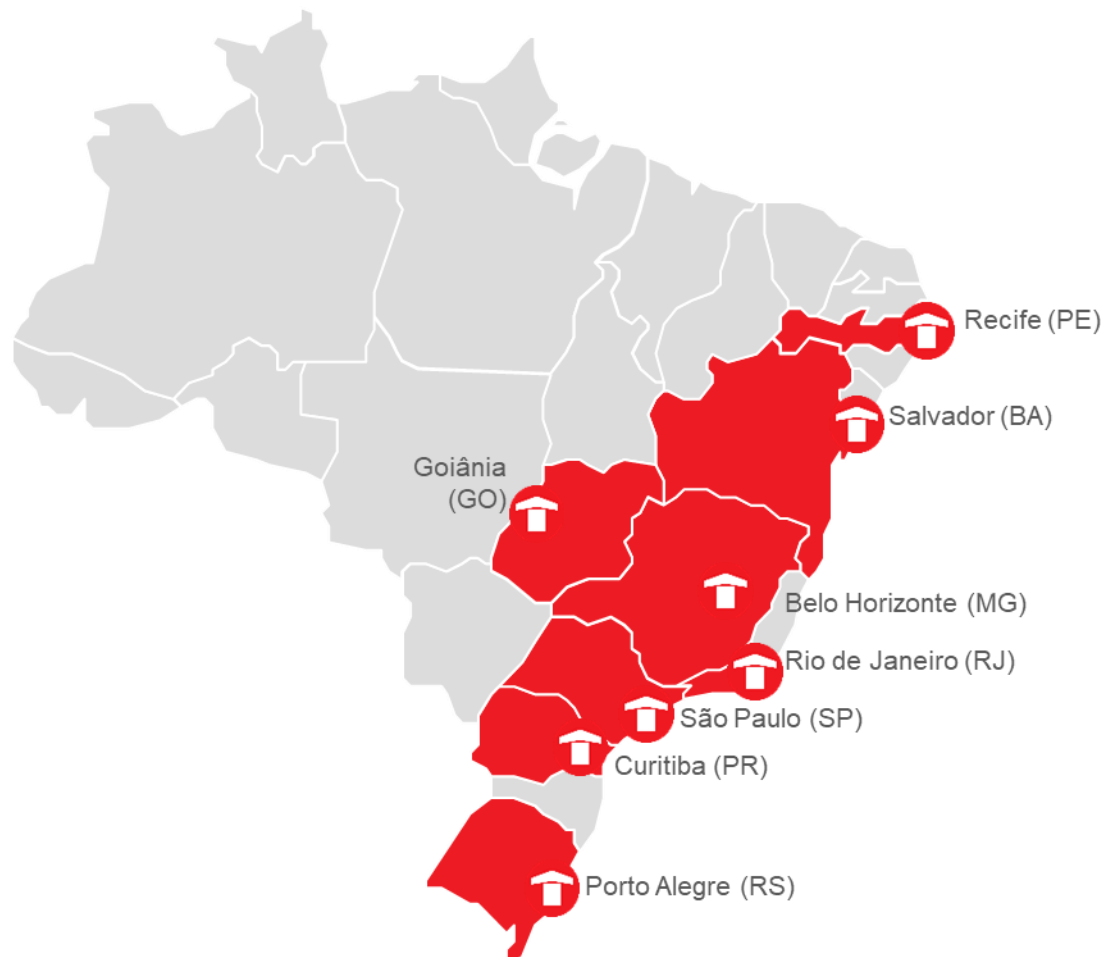 Recife (PE)
Salvador (BA)
Goiânia
(GO)
Belo Horizonte (MG)
Rio de Janeiro (RJ)
São Paulo (SP)
Curitiba (PR)
Porto Alegre (RS)